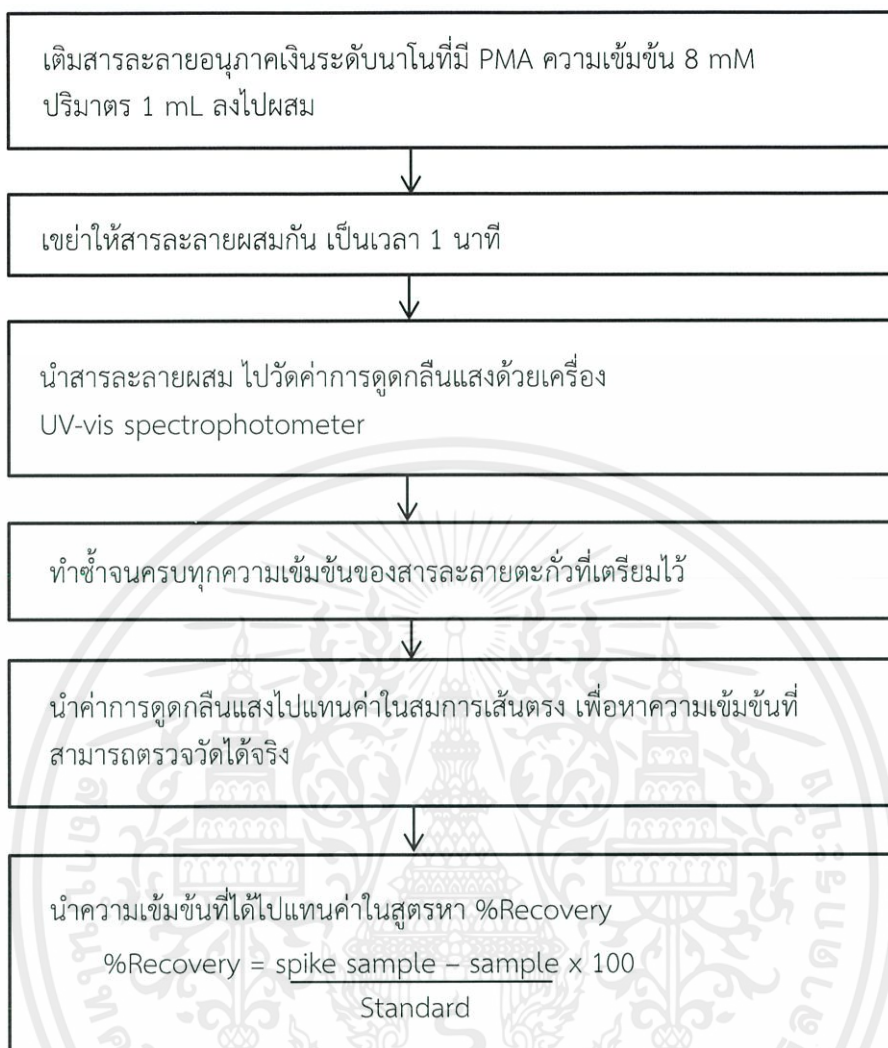 เติมสารละลายอนุภาคเงินระดับนาโนที่มี PMA ความเข้มข้น 8 mM
ปริมาตร 1 mL ลงไปผสม
เขย่าให้สารละลายผสมกัน เป็นเวลา 1 นาที
นำสารละลายผสม ไปวัดค่าการดูดกลืนแสงด้วยเครื่อง
UV-vis spectrophotometer
ทำซ้ำจนครบทุกความเข้มข้นของสารละลายตะกั่วที่เตรียมไว้
นำค่าการดูดกลืนแสงไปแทนค่าในสมการเส้นตรง เพื่อหาความเข้มข้นที่
สามารถตรวจวัดได้จริง
นำความเข้มข้นที่ได้ไปแทนค่าในสูตรหา %Recovery
%Recovery = spike sample – sample x 100
Standard